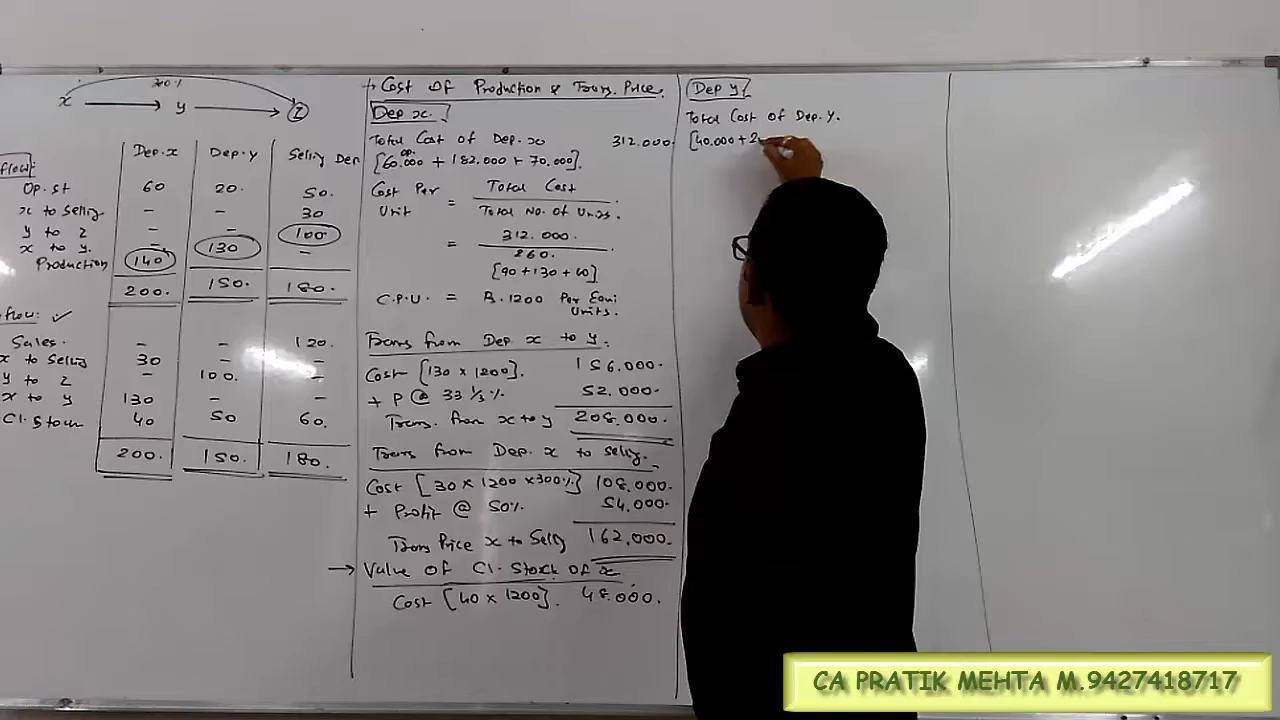 300%
x → y → z
flow:
Dep.x Dep.y Selling Dep
Op.st 60 20. 50.
x to Selling - - 30
y to z - - 100
x to y. - 130 -
Production 140
200. 150. 180.
flow: ✓
Sales. - - 120.
x to Selling 30 - -
y to z - 100. -
x to y 130 - -
Cl. Stock 40 50 60.
200. 150. 180.
→ Cost of Production & Trans. Price.
Dep x.
Total Cost of Dep. x 312.000.
op.
[60.000 + 182.000 + 70.000].
Cost Per Unit = Total Cost
Total No. of Units.
= 312.000.
260.
[90 + 130 + 40]
C.P.U. = Rs.1200 Per Equi Units.
Trans from Dep x to y.
Cost [130 x 1200]. 156.000.
+ P @ 33 1/3 % 52.000.
Trans. from x to y 208.000.
Trans from Dep. x to selling.
Cost [30 x 1200 x 300%] 108.000.
+ Profit @ 50%. 54.000.
Trans Price x to Selly 162,000.
→ Value of Cl. Stock of x
Cost [40 x 1200]. 48.000.
Dep y
Total Cost of Dep. y.
[40.000 + 2
CA PRATIK MEHTA M.9427418717